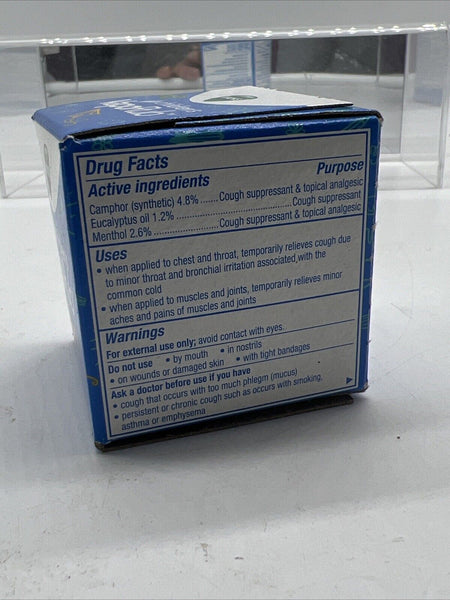 Drug Facts
Active ingredients Purpose
Camphor (synthetic) 4.8% ...... Cough suppressant & topical analgesic
Eucalyptus oil 1.2% .......................... Cough suppressant
Menthol 2.6% .................... Cough suppressant & topical analgesic
Uses
• when applied to chest and throat, temporarily relieves cough due
to minor throat and bronchial irritation associated with the
common cold
• when applied to muscles and joints, temporarily relieves minor
aches and pains of muscles and joints
Warnings
For external use only; avoid contact with eyes.
Do not use • by mouth • in nostrils
• on wounds or damaged skin • with tight bandages
Ask a doctor before use if you have
• cough that occurs with too much phlegm (mucus)
• persistent or chronic cough such as occurs with smoking,
asthma or emphysema